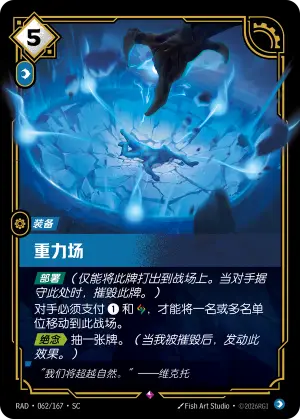 5
装备
重力场
部署 (仅能将此牌打出到战场上。当对手据
守此处时,摧毁此牌。)
对手必须支付 1 和 ,才能将一名或多名单
位移动到此战场。
绝念 抽一张牌。(当我被摧毁后,发动此
效果。)
“我们将超越自然。”——维克托
RAD • 062/167 • SC
Fish Art Studio • ©2026RGI